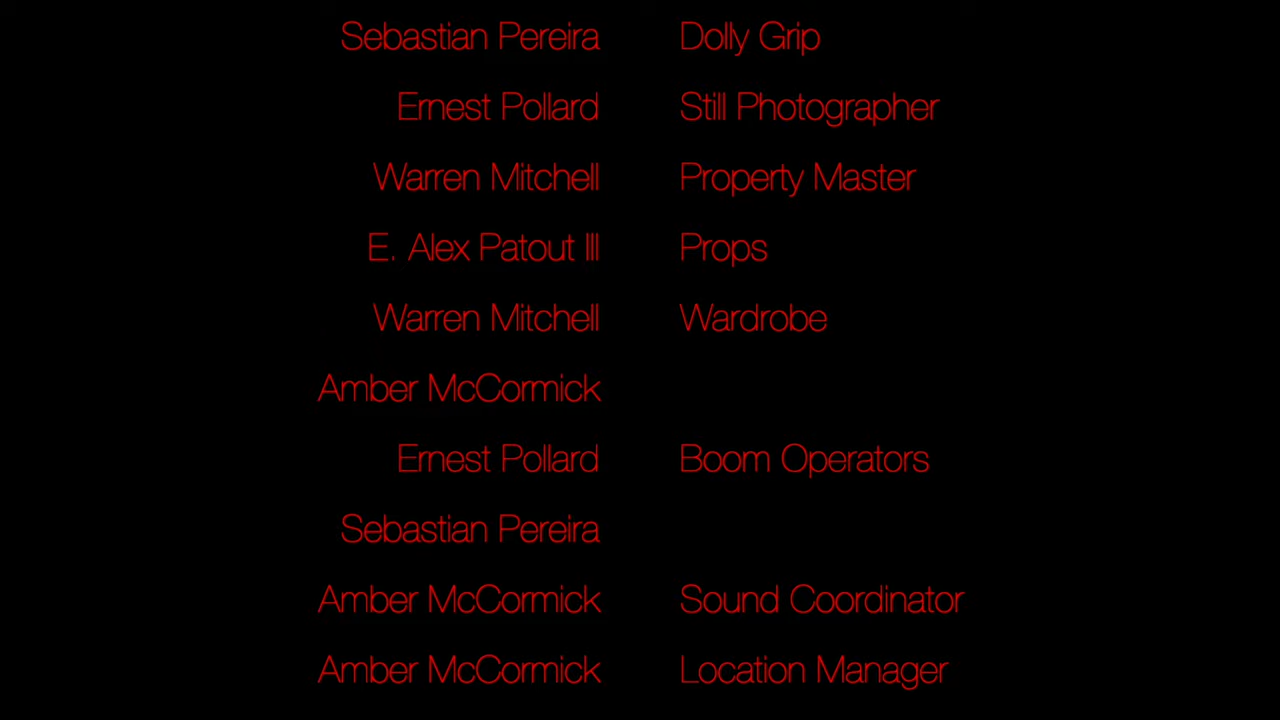 Sebastian Pereira Dolly Grip
Ernest Pollard Still Photographer
Warren Mitchell Property Master
E. Alex Patout III Props
Warren Mitchell Wardrobe
Amber McCormick
Ernest Pollard Boom Operators
Sebastian Pereira
Amber McCormick Sound Coordinator
Amber McCormick Location Manager